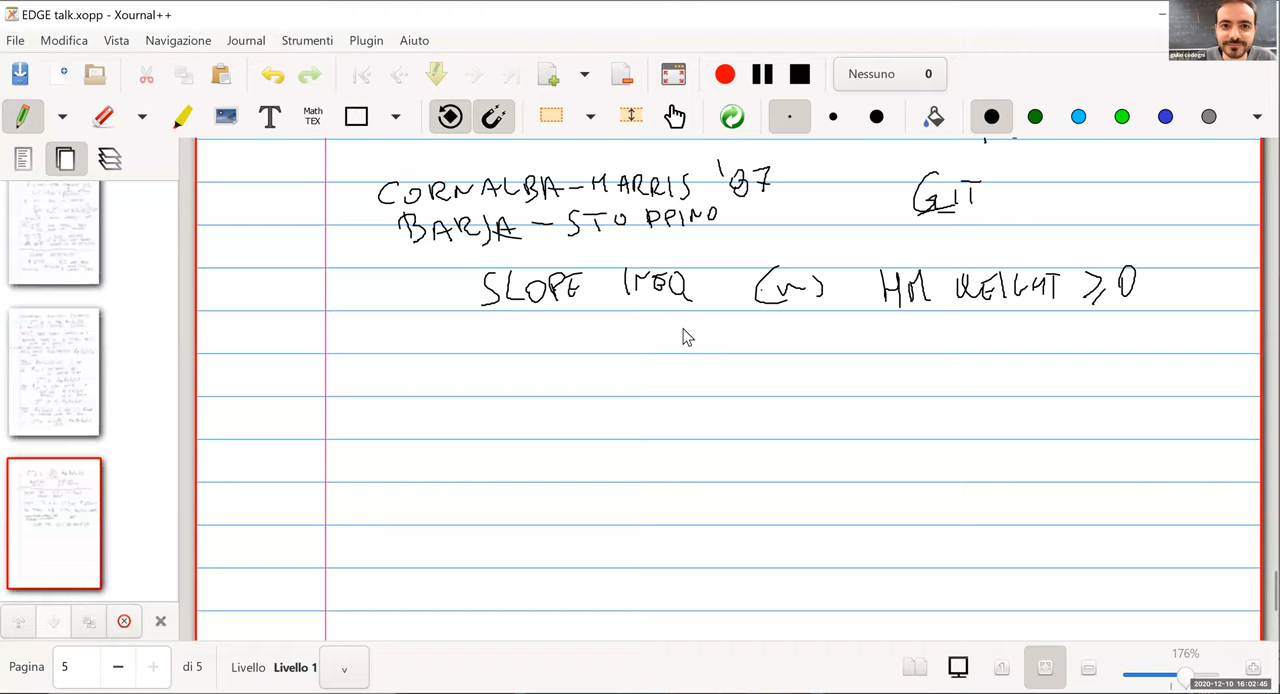 EDGE talk.xopp - Xournal++
File Modifica Vista Navigazione Journal Strumenti Plugin Aiuto
Nessuno 0
Math
TEX
CORNALBA-HARRIS '87
GIT
BARJA - STOPPINO
SLOPE INEQ (~) HM WEIGHT ≥ 0
Pagina 5 di 5 Livello Livello 1
176%
2020-12-10 16:02:45